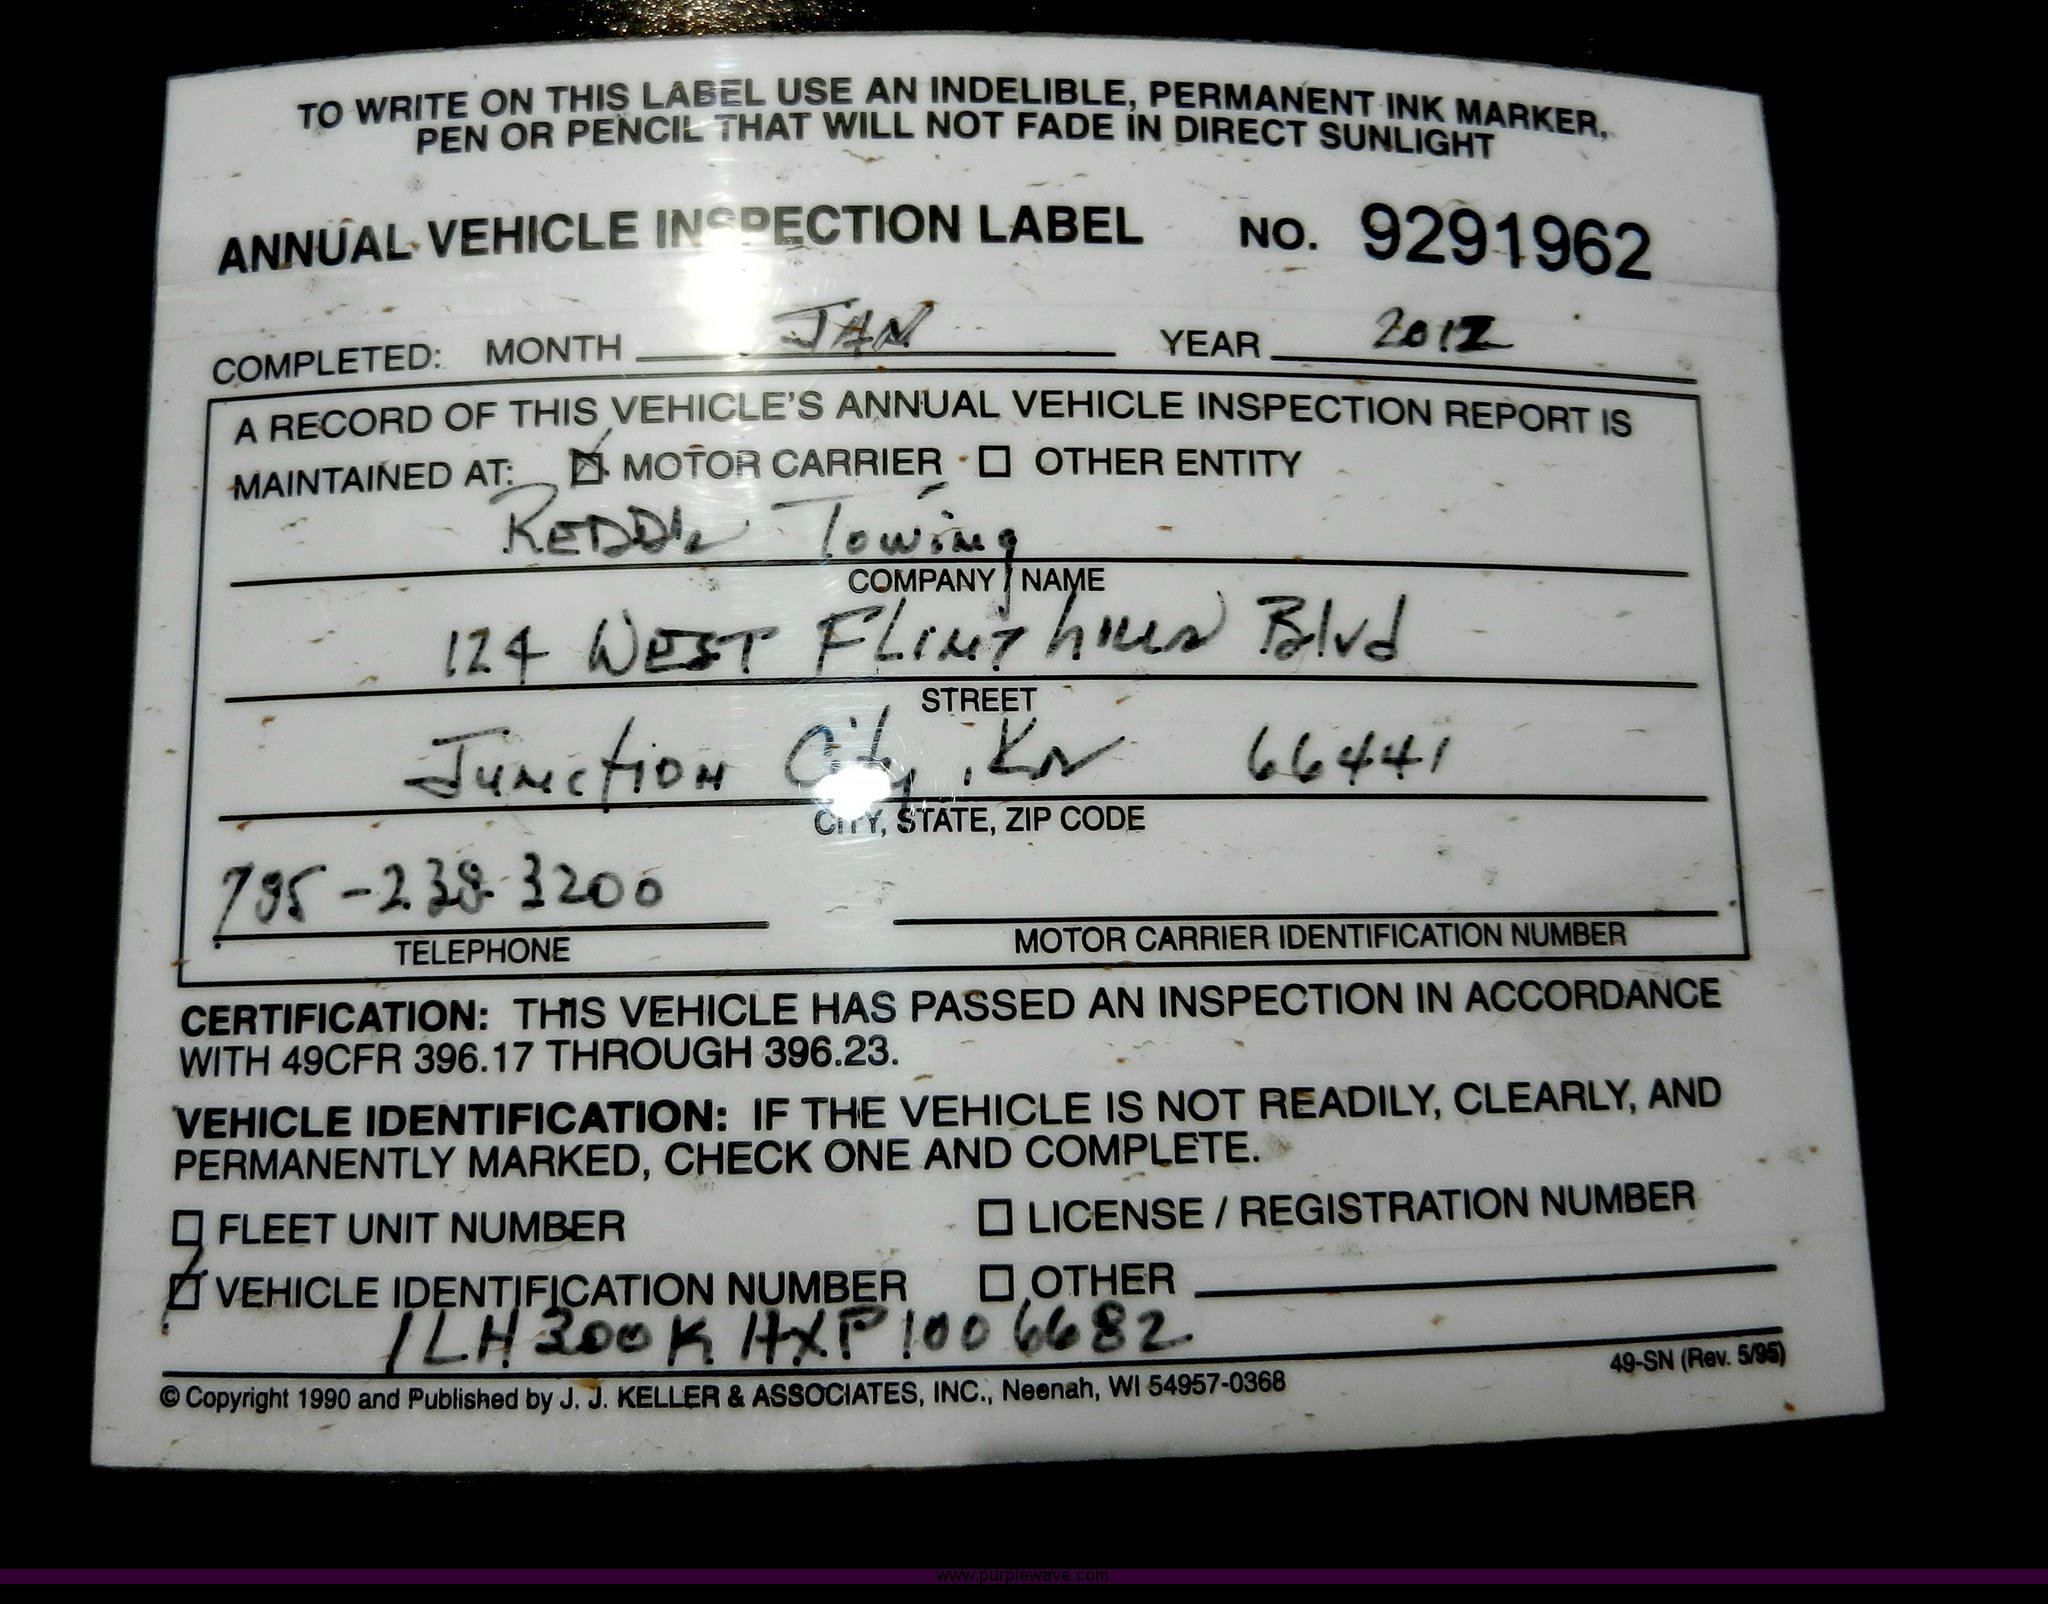 TO WRITE ON THIS LABEL USE AN INDELIBLE, PERMANENT INK MARKER,
PEN OR PENCIL THAT WILL NOT FADE IN DIRECT SUNLIGHT
ANNUAL VEHICLE INSPECTION LABEL NO. 9291962
COMPLETED: MONTH JAN YEAR 2012
A RECORD OF THIS VEHICLE'S ANNUAL VEHICLE INSPECTION REPORT IS
MAINTAINED AT: MOTOR CARRIER OTHER ENTITY
Towing
COMPANY NAME
124 WEST FLint hills Blvd
STREET
Junction City, Kn 66441
CITY, STATE, ZIP CODE
785-238-3200
TELEPHONE MOTOR CARRIER IDENTIFICATION NUMBER
CERTIFICATION: THIS VEHICLE HAS PASSED AN INSPECTION IN ACCORDANCE
WITH 49CFR 396.17 THROUGH 396.23.
VEHICLE IDENTIFICATION: IF THE VEHICLE IS NOT READILY, CLEARLY, AND
PERMANENTLY MARKED, CHECK ONE AND COMPLETE.
FLEET UNIT NUMBER LICENSE / REGISTRATION NUMBER
VEHICLE IDENTIFICATION NUMBER OTHER
1LH300KHXP1006682
49-SN (Rev. 5/95)
© Copyright 1990 and Published by J. J. KELLER & ASSOCIATES, INC., Neenah, WI 54957-0368
www.purplewave.com